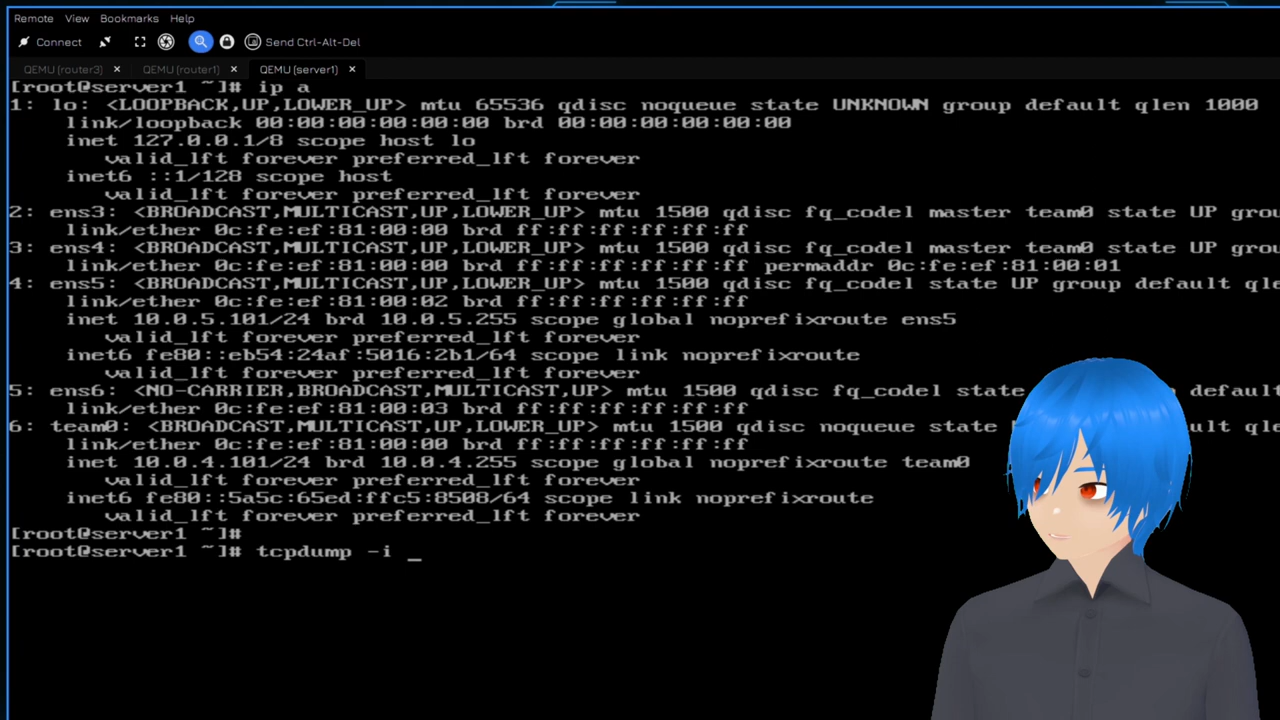 Remote View Bookmarks Help
Connect Send Ctrl-Alt-Del
QEMU (router3) × QEMU (router1) × QEMU (server1) ×
[root@server1 ~]# ip a
1: lo: <LOOPBACK,UP,LOWER_UP> mtu 65536 qdisc noqueue state UNKNOWN group default qlen 1000
link/loopback 00:00:00:00:00:00 brd 00:00:00:00:00:00
inet 127.0.0.1/8 scope host lo
valid_lft forever preferred_lft forever
inet6 ::1/128 scope host
valid_lft forever preferred_lft forever
2: ens3: <BROADCAST,MULTICAST,UP,LOWER_UP> mtu 1500 qdisc fq_codel master team0 state UP grou
link/ether 0c:fe:ef:81:00:00 brd ff:ff:ff:ff:ff:ff
3: ens4: <BROADCAST,MULTICAST,UP,LOWER_UP> mtu 1500 qdisc fq_codel master team0 state UP grou
link/ether 0c:fe:ef:81:00:00 brd ff:ff:ff:ff:ff:ff permaddr 0c:fe:ef:81:00:01
4: ens5: <BROADCAST,MULTICAST,UP,LOWER_UP> mtu 1500 qdisc fq_codel state UP group default qle
link/ether 0c:fe:ef:81:00:02 brd ff:ff:ff:ff:ff:ff
inet 10.0.5.101/24 brd 10.0.5.255 scope global noprefixroute ens5
valid_lft forever preferred_lft forever
inet6 fe80::eb54:24af:5016:2b1/64 scope link noprefixroute
valid_lft forever preferred_lft forever
5: ens6: <NO-CARRIER,BROADCAST,MULTICAST,UP> mtu 1500 qdisc fq_codel state default
link/ether 0c:fe:ef:81:00:03 brd ff:ff:ff:ff:ff:ff
6: team0: <BROADCAST,MULTICAST,UP,LOWER_UP> mtu 1500 qdisc noqueue state qle
link/ether 0c:fe:ef:81:00:00 brd ff:ff:ff:ff:ff:ff
inet 10.0.4.101/24 brd 10.0.4.255 scope global noprefixroute team0
valid_lft forever preferred_lft forever
inet6 fe80::5a5c:65ed:ffe5:8508/64 scope link noprefixroute
valid_lft forever preferred_lft forever
[root@server1 ~]#
[root@server1 ~]# tcpdump -i _